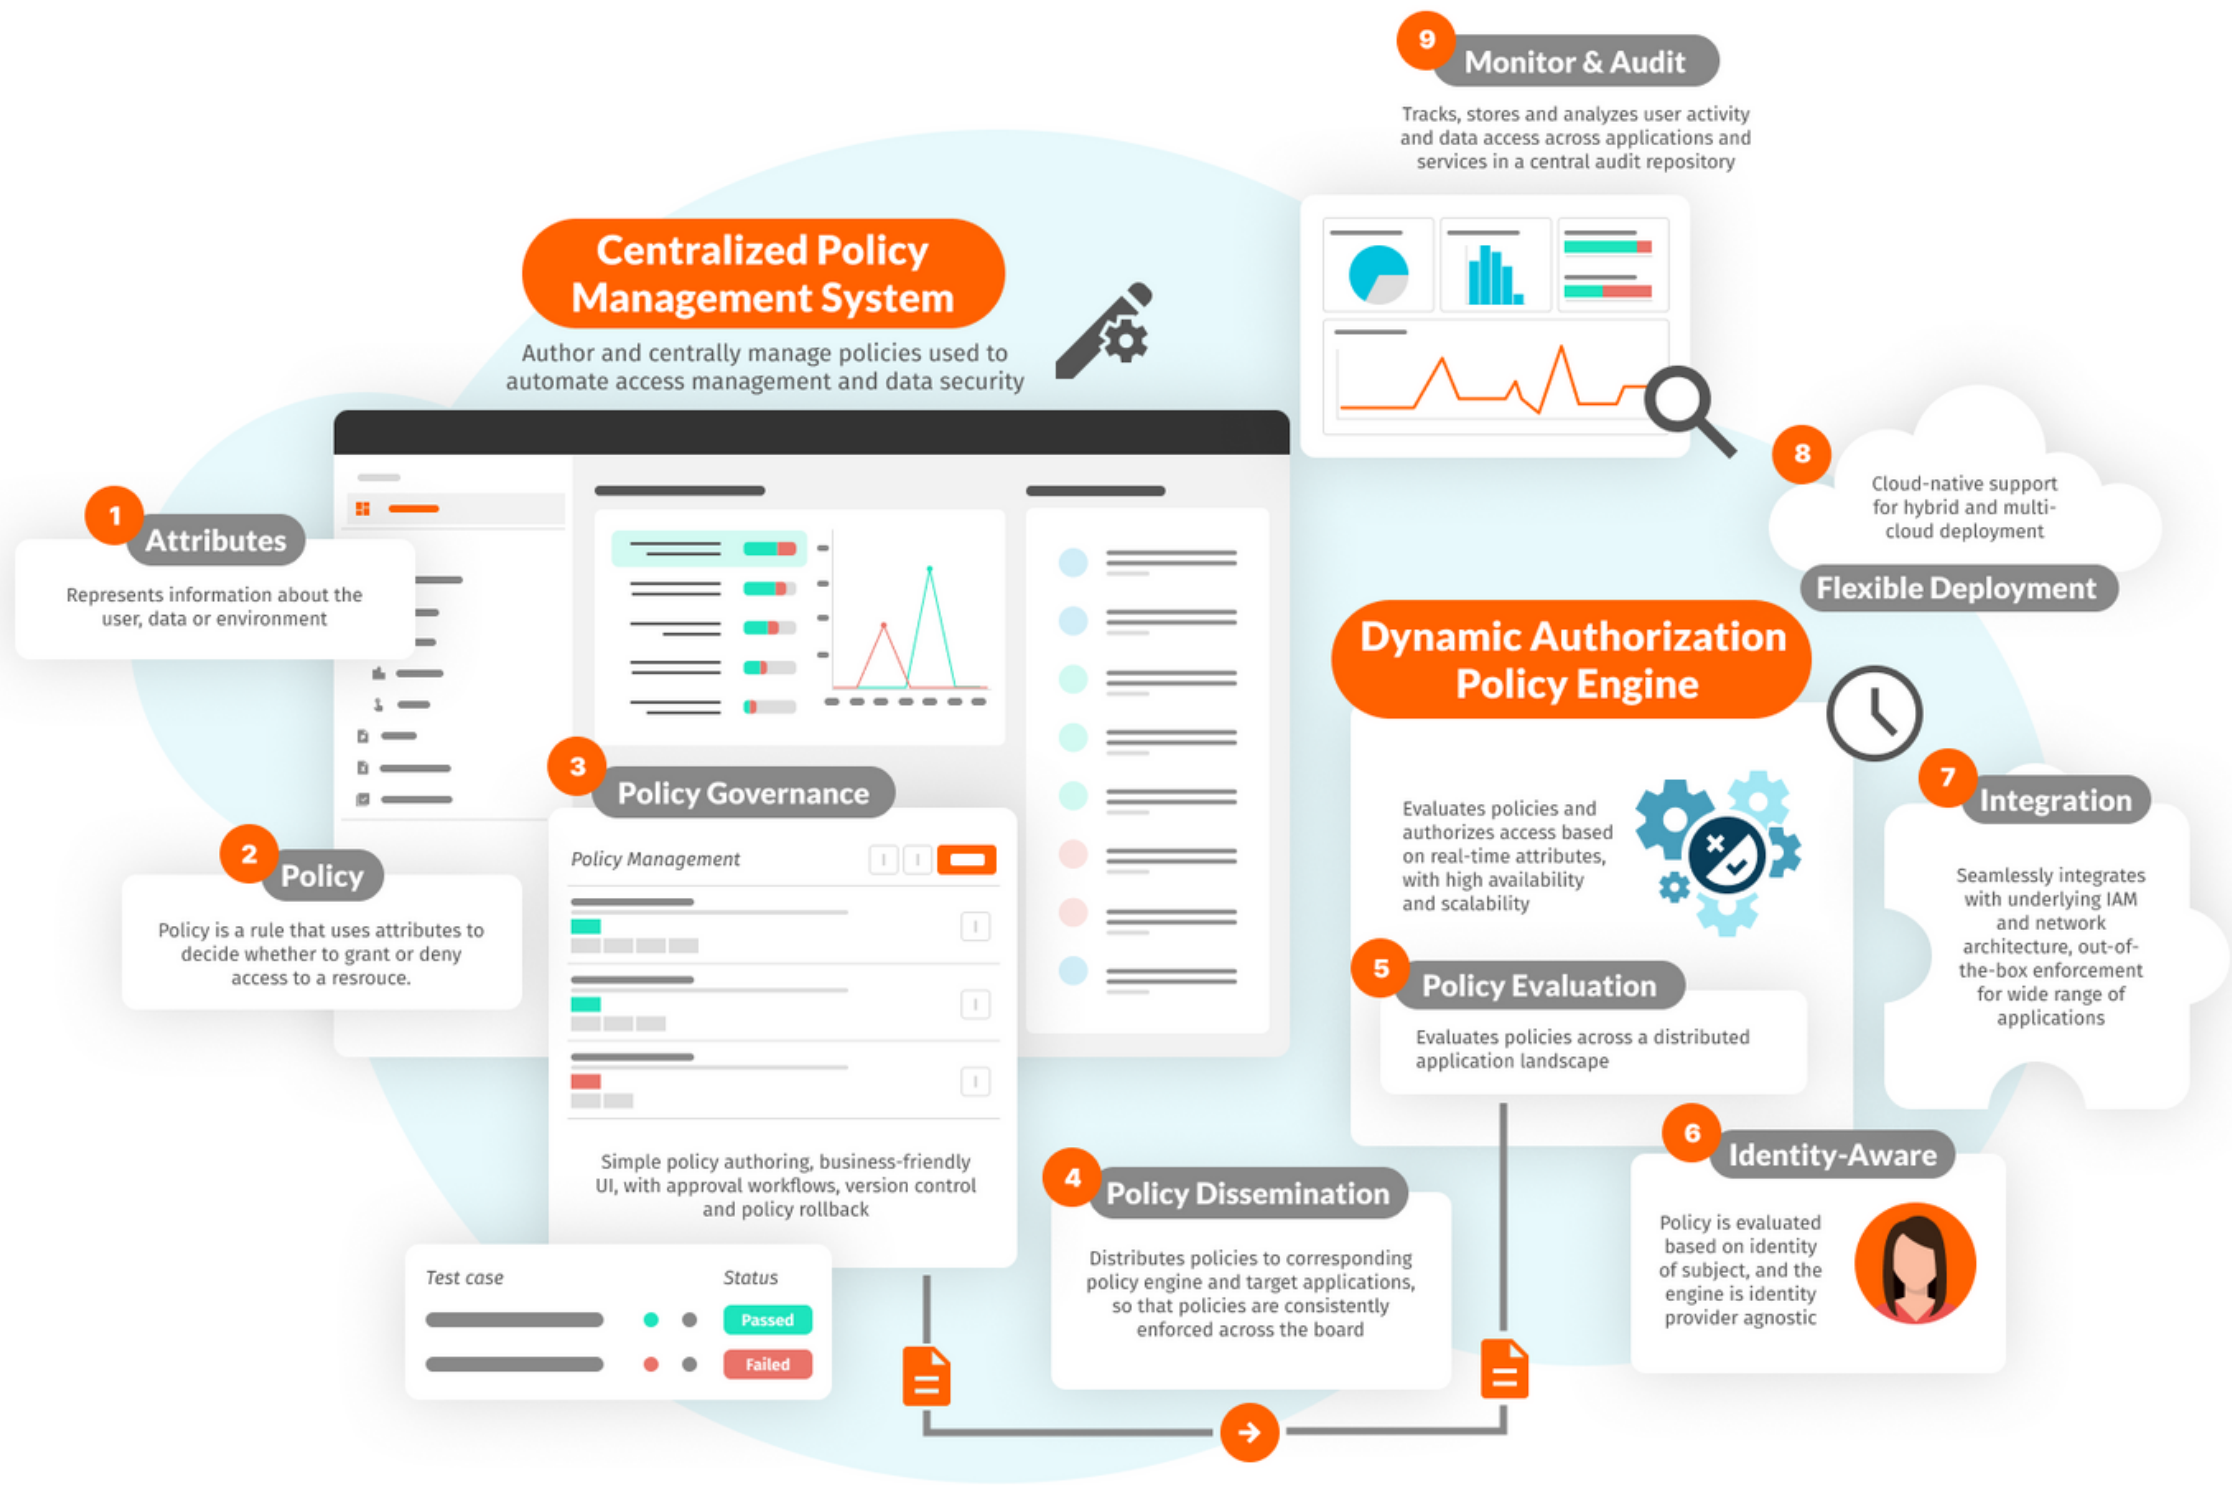 9
Monitor & Audit
Tracks, stores and analyzes user activity
and data access across applications and
services in a central audit repository
Centralized Policy
Management System
Author and centrally manage policies used to
automate access management and data security
1
Attributes
Represents information about the
user, data or environment
2
Policy
Policy is a rule that uses attributes to
decide whether to grant or deny
access to a resrouce.
3
Policy Governance
Policy Management
Simple policy authoring, business-friendly
UI, with approval workflows, version control
and policy rollback
Test case Status
Passed
Failed
4
Policy Dissemination
Distributes policies to corresponding
policy engine and target applications,
so that policies are consistently
enforced across the board
8
Cloud-native support
for hybrid and multi-
cloud deployment
Flexible Deployment
Dynamic Authorization
Policy Engine
Evaluates policies and
authorizes access based
on real-time attributes,
with high availability
and scalability
5
Policy Evaluation
Evaluates policies across a distributed
application landscape
6
Identity-Aware
Policy is evaluated
based on identity
of subject, and the
engine is identity
provider agnostic
7
Integration
Seamlessly integrates
with underlying IAM
and network
architecture, out-of-
the-box enforcement
for wide range of
applications